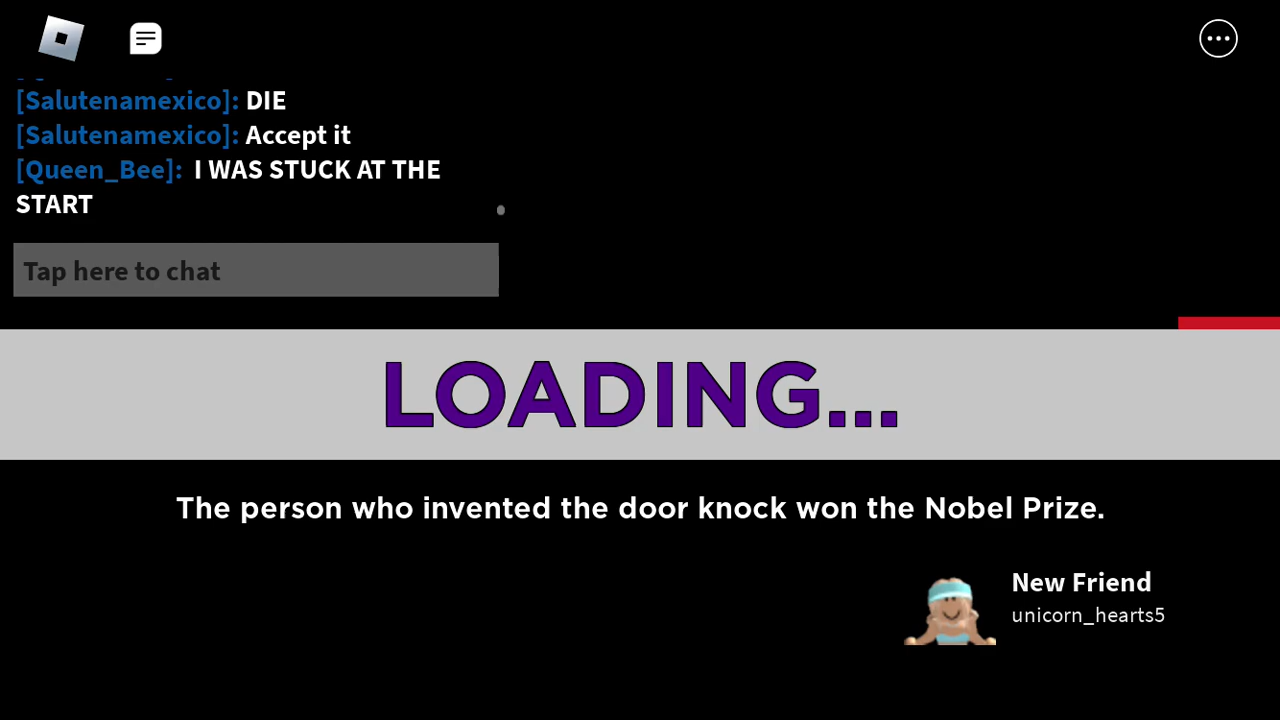 [Salutenamexico]: DIE
[Salutenamexico]: Accept it
[Queen_Bee]: I WAS STUCK AT THE
START
Tap here to chat
LOADING...
The person who invented the door knock won the Nobel Prize.
New Friend
unicorn_hearts5